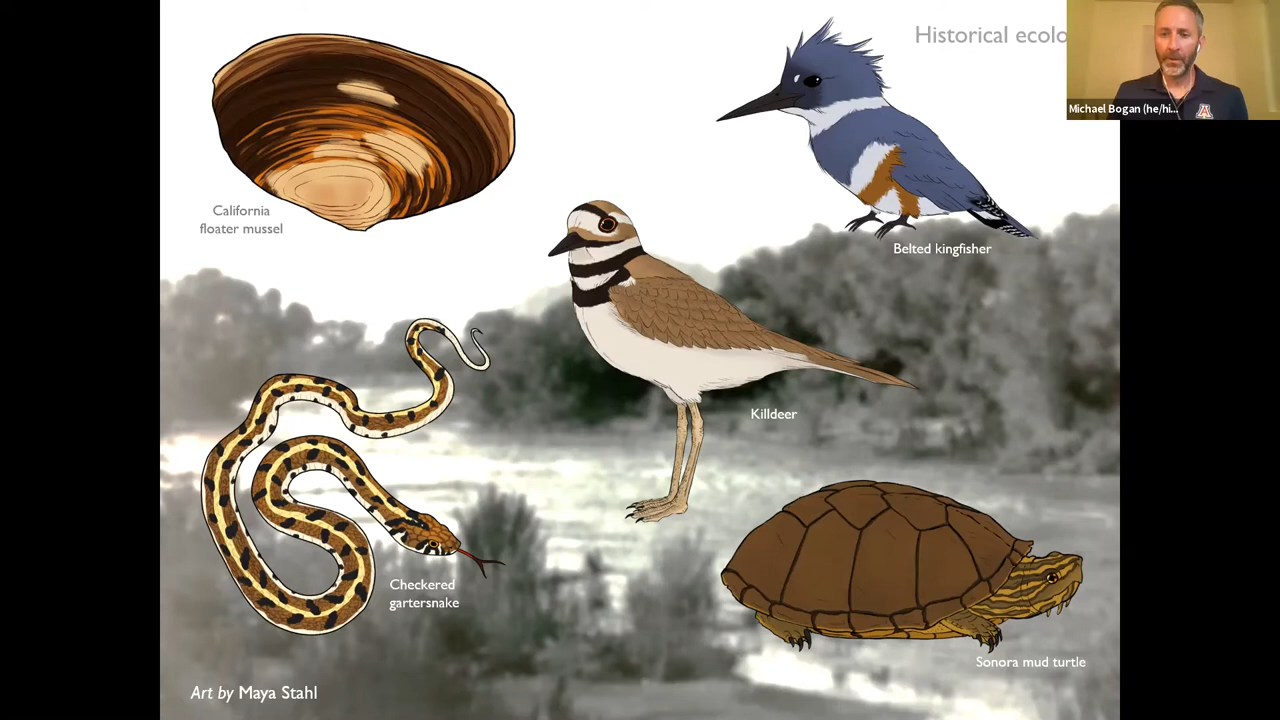 Historical ecolo
Michael Bogan (he/hi...
California
floater mussel
Belted kingfisher
Killdeer
Checkered
gartersnake
Sonora mud turtle
Art by Maya Stahl